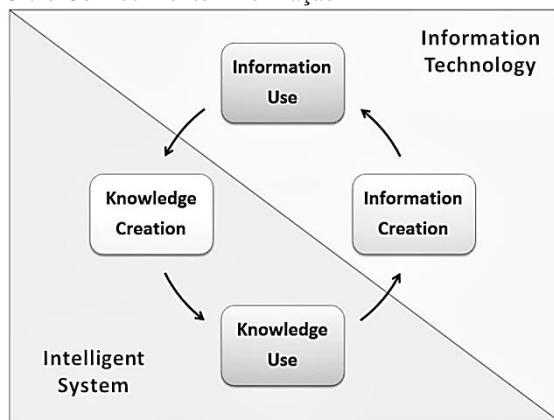 Information
Technology
Information
Use
Knowledge
Creation
Information
Creation
Knowledge
Use
Intelligent
System